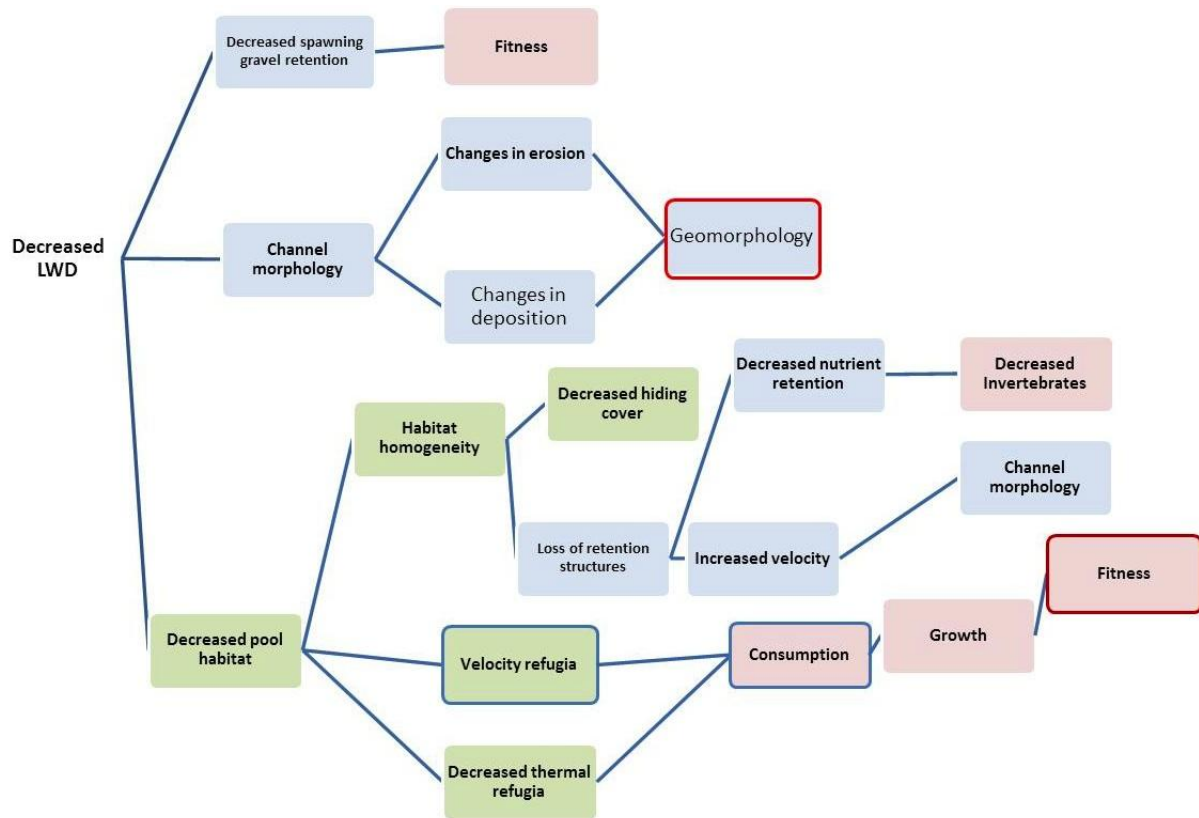 Decreased spawning
gravel retention
Fitness
Changes in erosion
Decreased
LWD
Channel
morphology
Geomorphology
Changes in
deposition
Decreased nutrient
retention
Decreased
Invertebrates
Decreased hiding
cover
Habitat
homogeneity
Channel
morphology
Loss of retention
structures
Increased velocity
Fitness
Decreased pool
habitat
Velocity refugia
Consumption
Growth
Decreased thermal
refugia